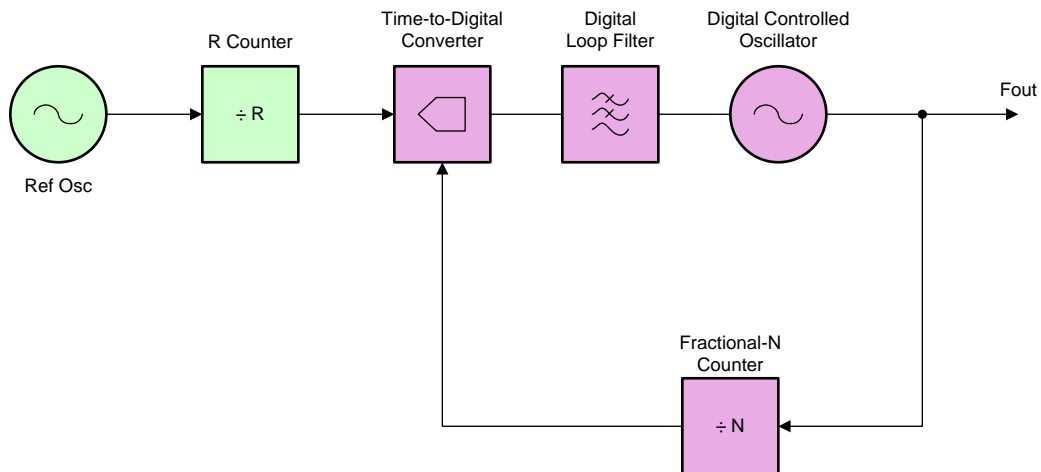 Time-to-Digital
Converter
Digital
Loop Filter
Digital Controlled
Oscillator
R Counter
Fout
÷ R
Ref Osc
Fractional-N
Counter
÷ N